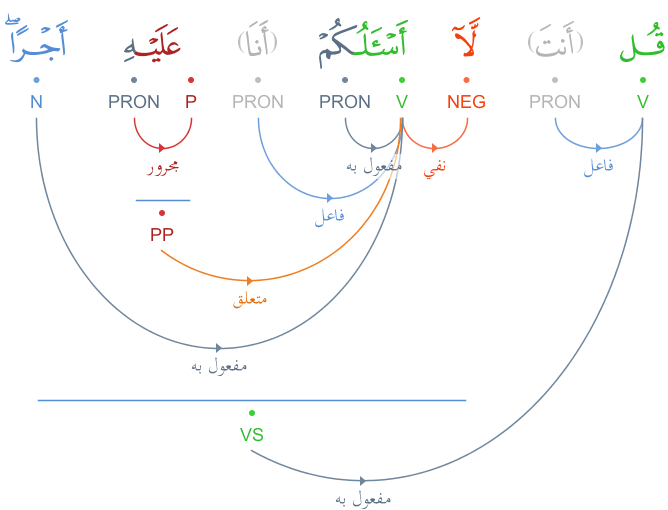 قُل (أَنتَ) لَّآ أَسْـَٔلُكُمْ (أَنَا) عَلَيْهِ أَجْرًاۖ
V PRON NEG V PRON PRON P PRON N
فاعل نفي مفعول به مجرور
فاعل
PP
متعلق
مفعول به
VS
مفعول به